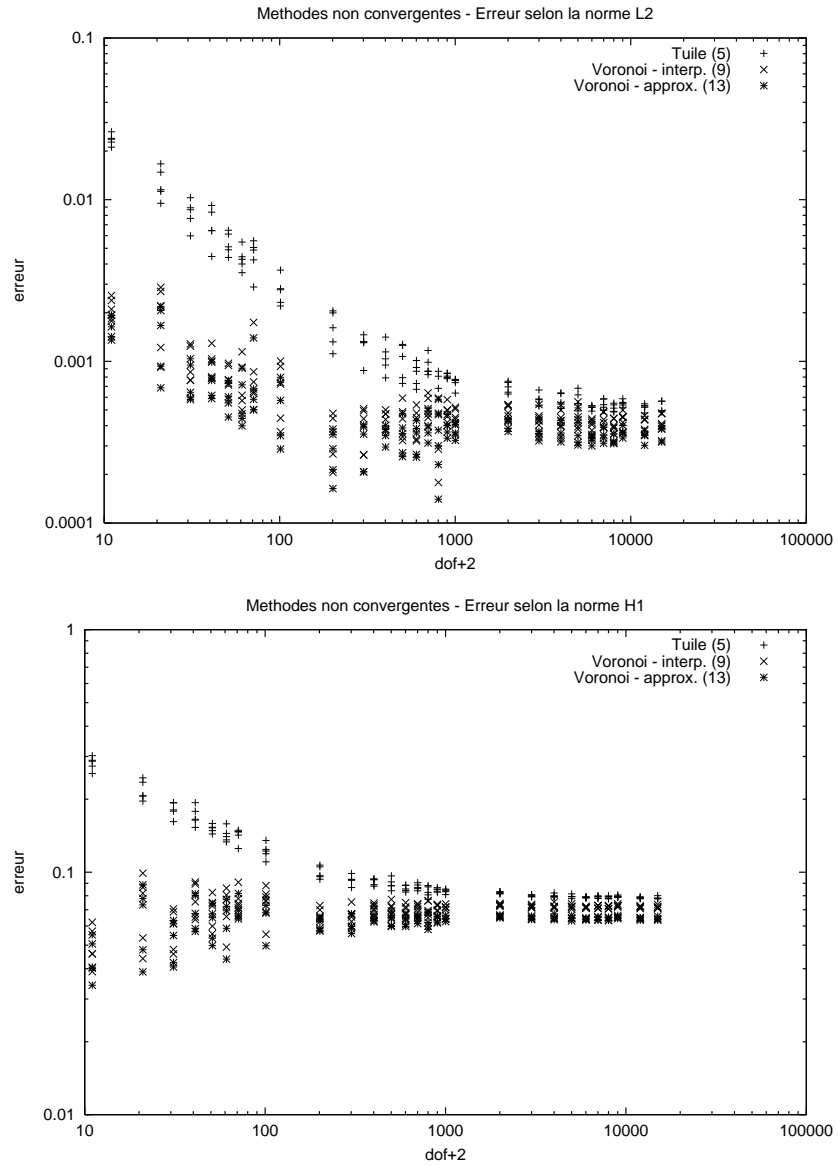 Methodes non convergentes - Erreur selon la norme L2
0.1
Tuile (5)
Voronoi - interp. (9)
Voronoi - approx. (13)
0.01
erreur
0.001
0.0001
10
100
1000
10000
100000
dof+2
Methodes non convergentes - Erreur selon la norme H1
1
Tuile (5)
Voronoi - interp. (9)
Voronoi - approx. (13)
erreur
0.1
0.01
10
100
1000
10000
100000
dof+2